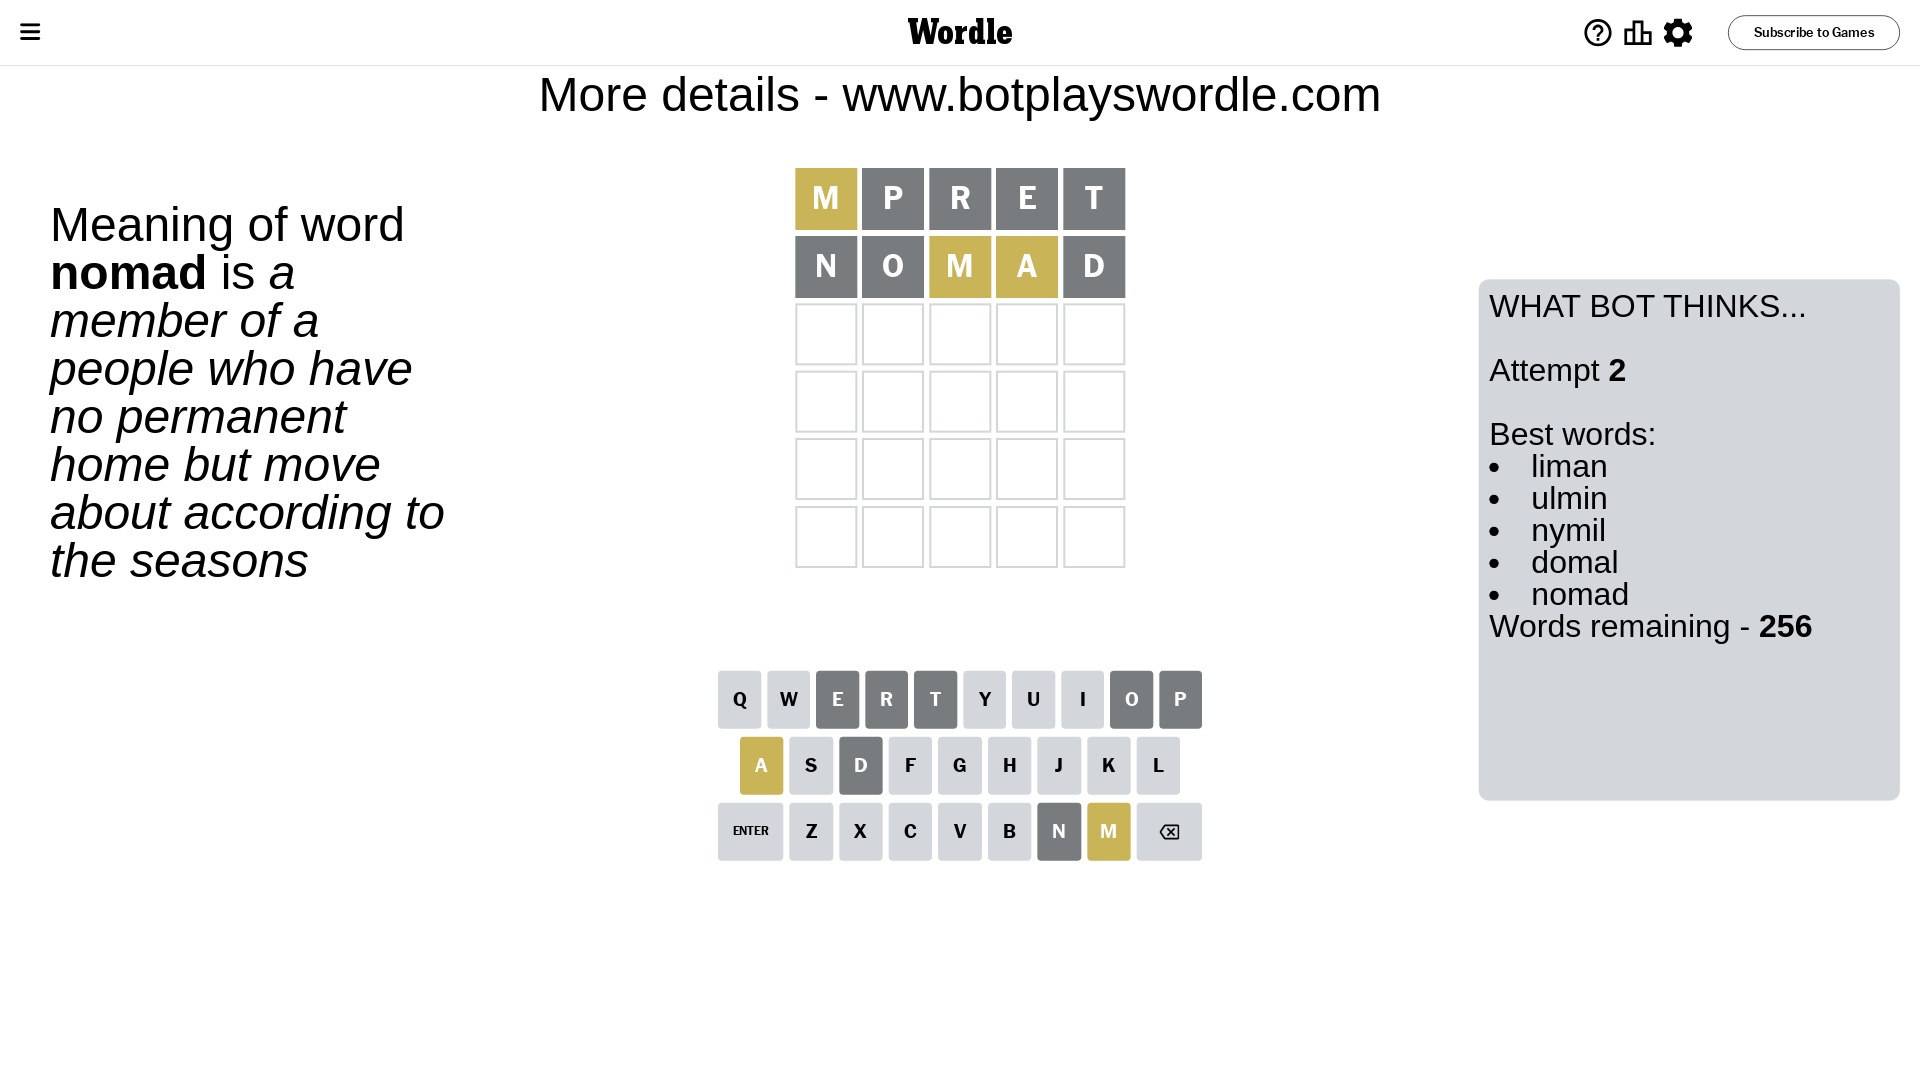 Wordle
Subscribe to Games
More details - www.botplayswordle.com
Meaning of word
nomad is a
member of a
people who have
no permanent
home but move
about according to
the seasons
M P R E T
N O M A D
WHAT BOT THINKS...
Attempt 2
Best words:
• liman
• ulmin
• nymil
• domal
• nomad
Words remaining - 256
Q W E R T Y U I O P
A S D F G H J K L
ENTER Z X C V B N M